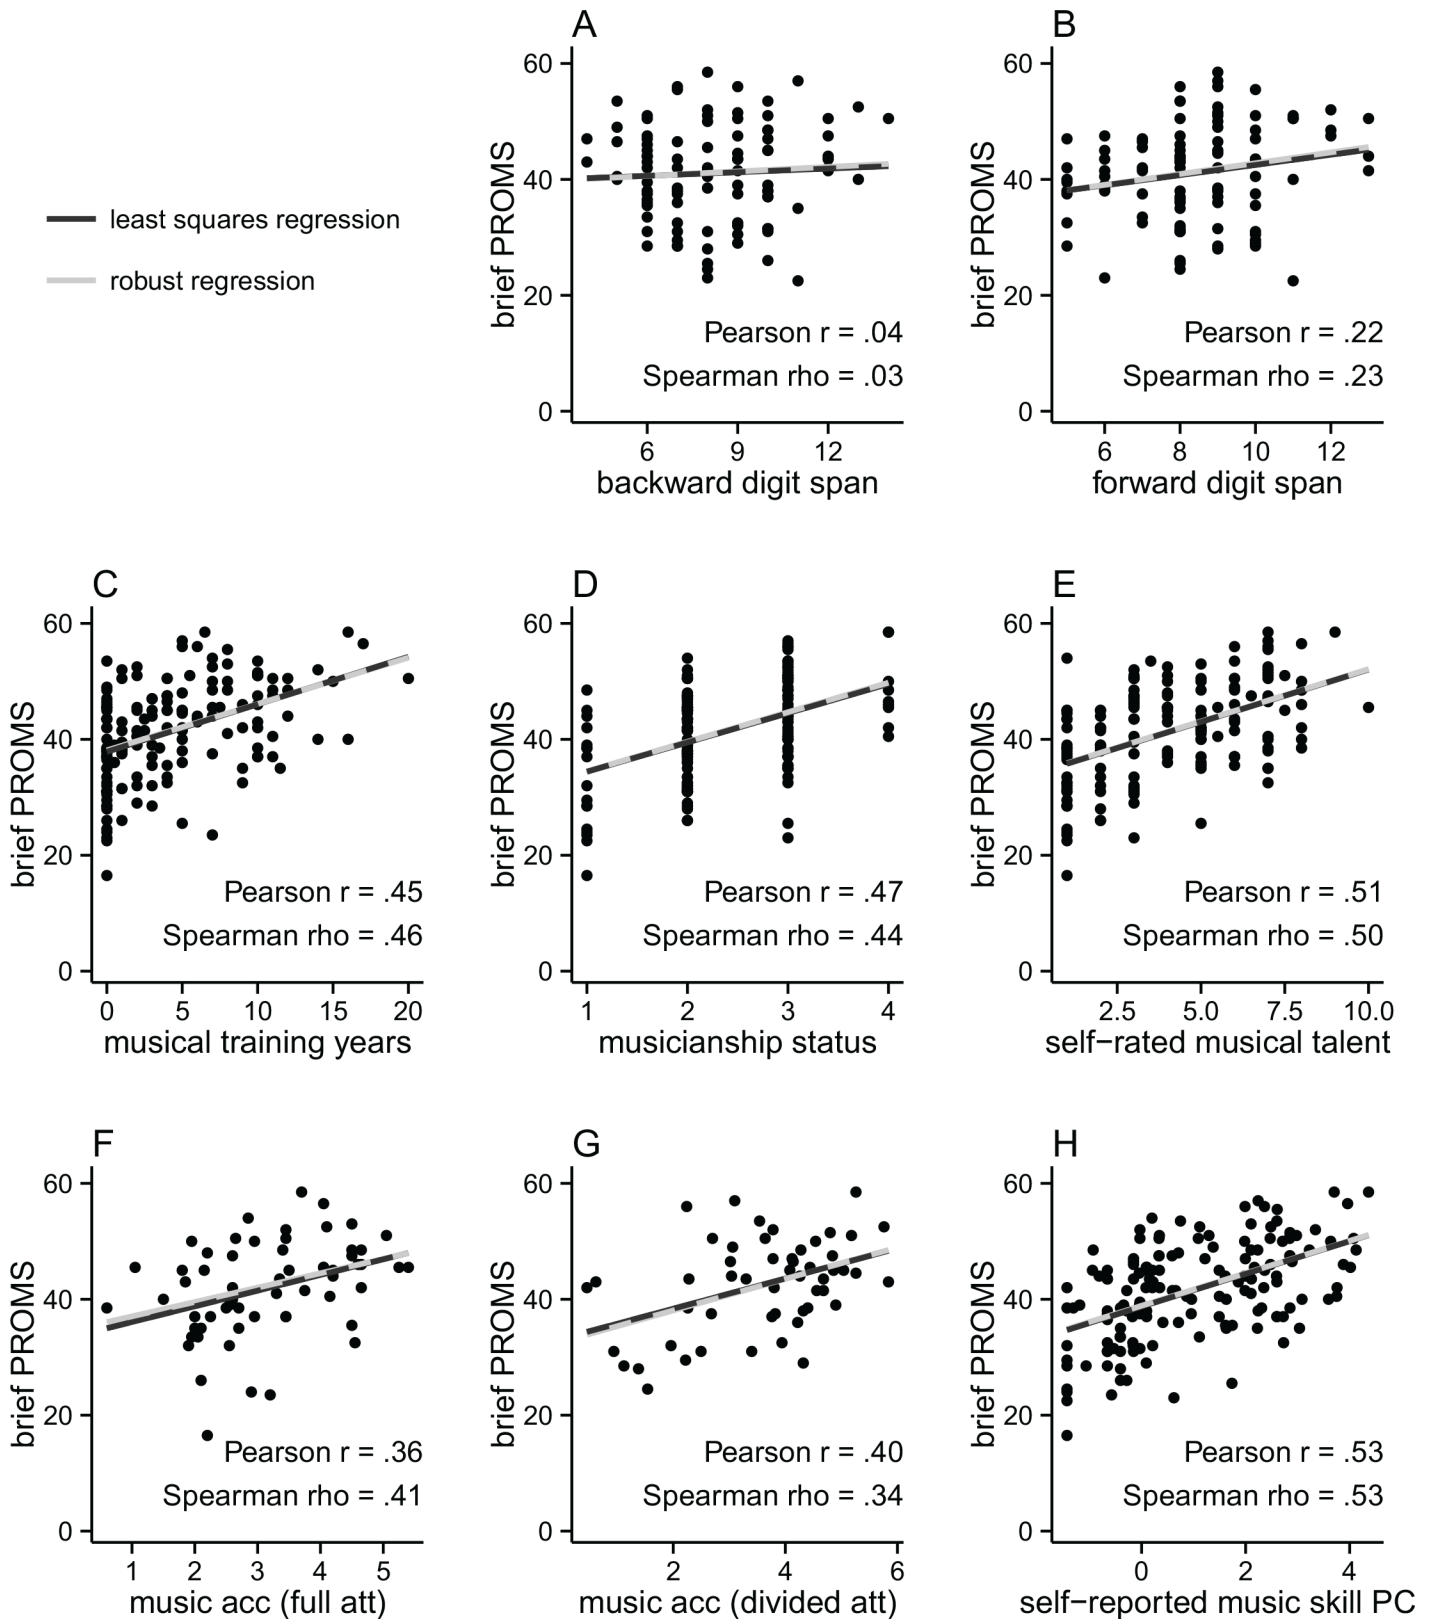 least squares regression
robust regression
A
brief PROMS
60
40
20
0
Pearson r = .04
Spearman rho = .03
6 9 12
backward digit span
B
brief PROMS
60
40
20
0
Pearson r = .22
Spearman rho = .23
6 8 10 12
forward digit span
C
brief PROMS
60
40
20
0
Pearson r = .45
Spearman rho = .46
0 5 10 15 20
musical training years
D
brief PROMS
60
40
20
0
Pearson r = .47
Spearman rho = .44
1 2 3 4
musicianship status
E
brief PROMS
60
40
20
0
Pearson r = .51
Spearman rho = .50
2.5 5.0 7.5 10.0
self−rated musical talent
F
brief PROMS
60
40
20
0
Pearson r = .36
Spearman rho = .41
1 2 3 4 5
music acc (full att)
G
brief PROMS
60
40
20
0
Pearson r = .40
Spearman rho = .34
2 4 6
music acc (divided att)
H
brief PROMS
60
40
20
0
Pearson r = .53
Spearman rho = .53
0 2 4
self−reported music skill PC